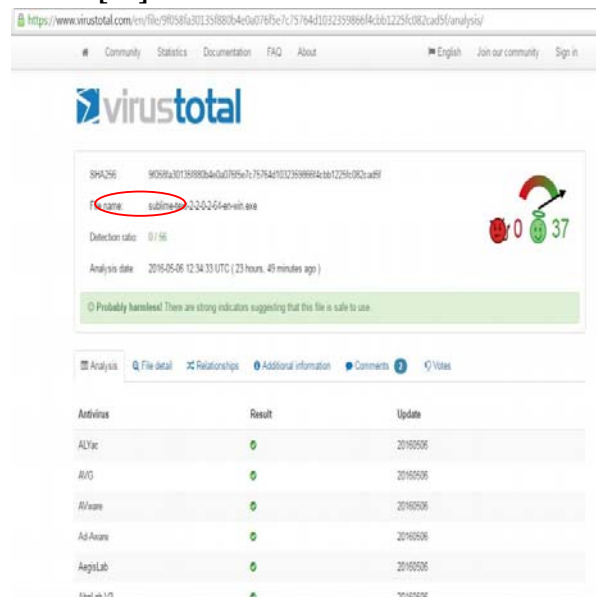 https://www.virustotal.com/en/file/9f058fa30135f880b4e0a076f5e7c75764d1032359866f4cbb1225fc082cad5f/analysis/
Community Statistics Documentation FAQ About English Join our community Sign in
virustotal
SHA256: 9f058fa30135f880b4e0a076f5e7c75764d1032359866f4cbb1225fc082cad5f
File name: sublime-text-2-2-0-2-64-en-win.exe
Detection ratio: 0 / 56
0 37
Analysis date: 2016-05-06 12:34:33 UTC ( 23 hours, 49 minutes ago )
Probably harmless! There are strong indicators suggesting that this file is safe to use.
Analysis File detail Relationships Additional information Comments 2 Votes
Antivirus Result Update
ALYac 20160506
AVG 20160506
AVware 20160506
Ad-Aware 20160506
AegisLab 20160506
AhnLab-V3 20160506